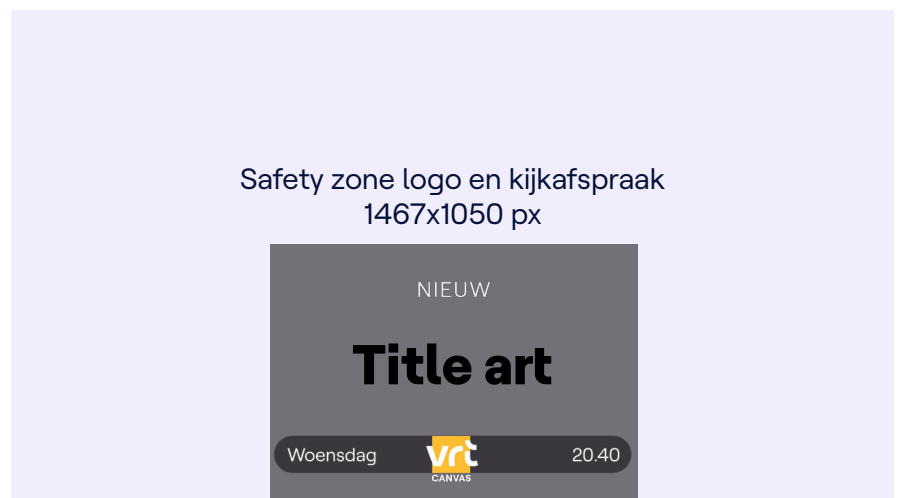 Safety zone logo en kijkafspraak
1467x1050 px
NIEUW
Title art
Woensdag vrt 20.40
CANVAS